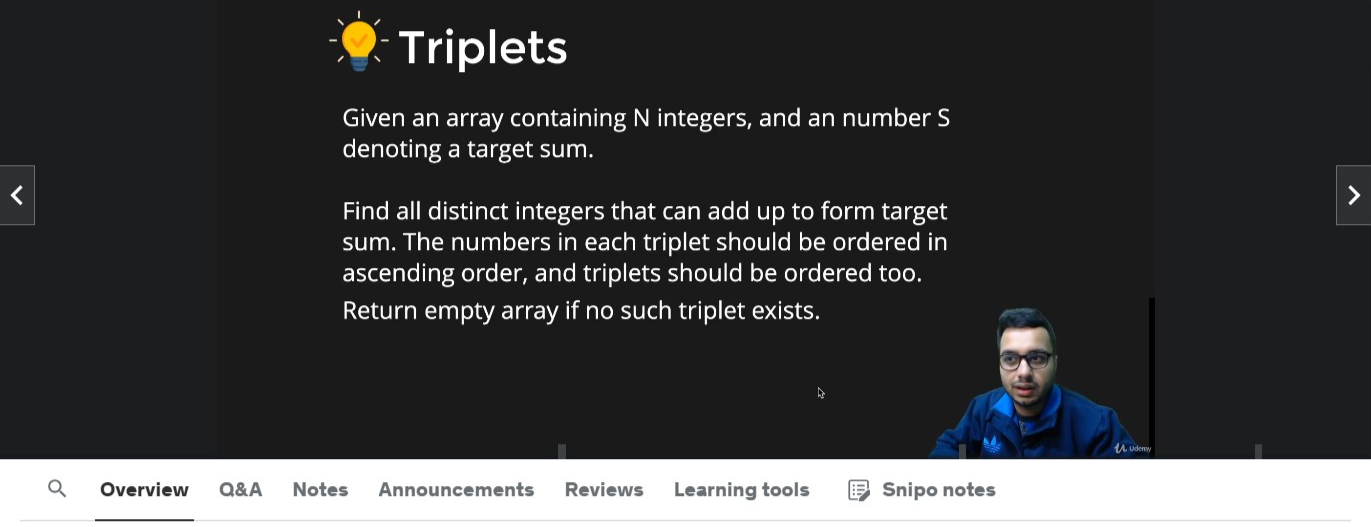 Triplets
Given an array containing N integers, and an number S
denoting a target sum.
Find all distinct integers that can add up to form target
sum. The numbers in each triplet should be ordered in
ascending order, and triplets should be ordered too.
Return empty array if no such triplet exists.
Udemy
Overview Q&A Notes Announcements Reviews Learning tools Snipo notes